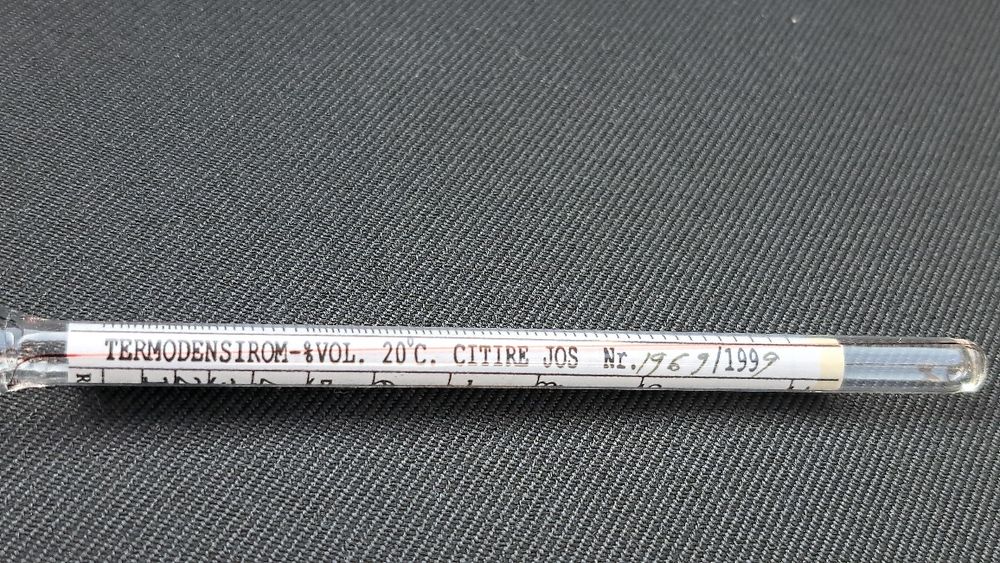 TERMODENSIROM-%VOL. 20°C. CITIRE JOS Nr.1969/1999